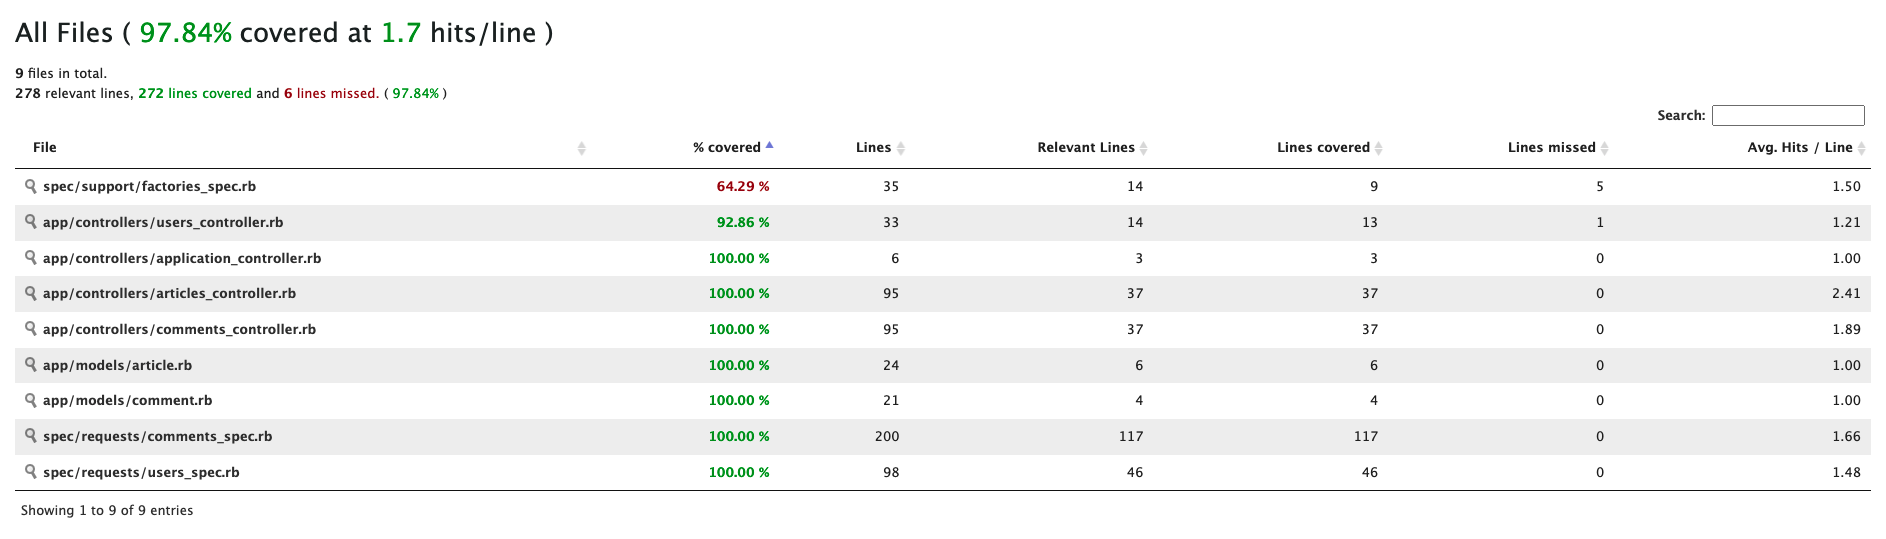 All Files ( 97.84% covered at 1.7 hits/line )
9 files in total.
278 relevant lines, 272 lines covered and 6 lines missed. ( 97.84% )
Search:
File % covered Lines Relevant Lines Lines covered Lines missed Avg. Hits / Line
spec/support/factories_spec.rb 64.29 % 35 14 9 5 1.50
app/controllers/users_controller.rb 92.86 % 33 14 13 1 1.21
app/controllers/application_controller.rb 100.00 % 6 3 3 0 1.00
app/controllers/articles_controller.rb 100.00 % 95 37 37 0 2.41
app/controllers/comments_controller.rb 100.00 % 95 37 37 0 1.89
app/models/article.rb 100.00 % 24 6 6 0 1.00
app/models/comment.rb 100.00 % 21 4 4 0 1.00
spec/requests/comments_spec.rb 100.00 % 200 117 117 0 1.66
spec/requests/users_spec.rb 100.00 % 98 46 46 0 1.48
Showing 1 to 9 of 9 entries